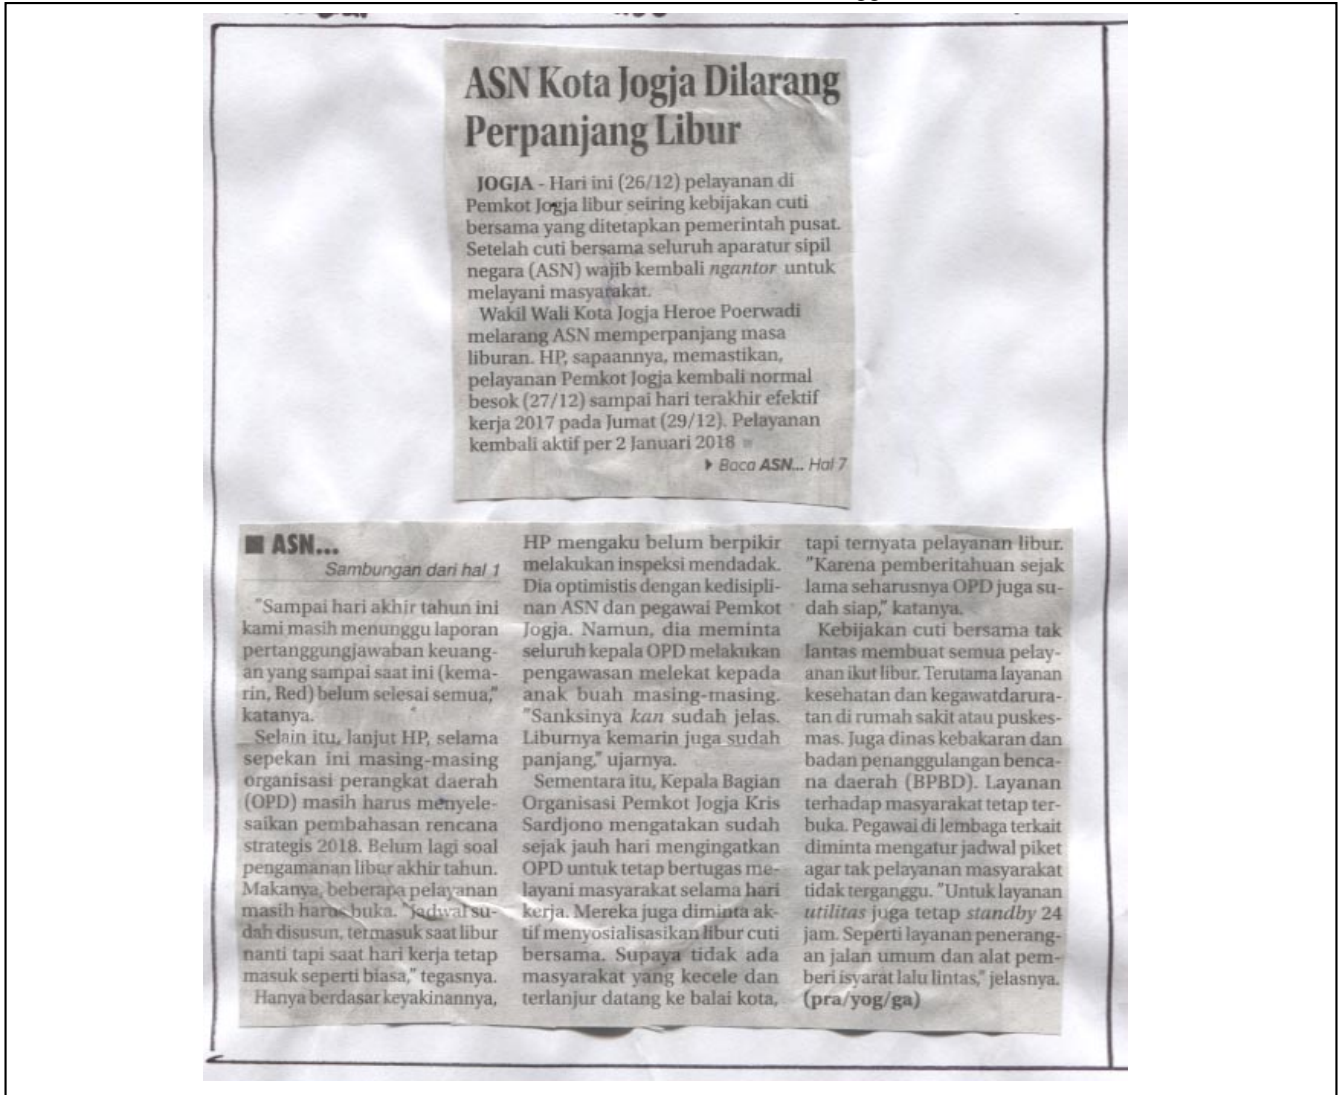 ASN Kota Jogja Dilarang
Perpanjang Libur
JOGJA - Hari ini (26/12) pelayanan di
Pemkot Jogja libur seiring kebijakan cuti
bersama yang ditetapkan pemerintah pusat.
Setelah cuti bersama seluruh aparatur sipil
negara (ASN) wajib kembali ngantor untuk
melayani masyarakat.
Wakil Wali Kota Jogja Heroe Poerwadi
melarang ASN memperpanjang masa
liburan. HP, sapaannya, memastikan,
pelayanan Pemkot Jogja kembali normal
besok (27/12) sampai hari terakhir efektif
kerja 2017 pada Jumat (29/12). Pelayanan
kembali aktif per 2 Januari 2018
Baca ASN... Hal 7
ASN...
Sambungan dari hal 1
"Sampai hari akhir tahun ini
kami masih menunggu laporan
pertanggungjawaban keuang-
an yang sampai saat ini (kema-
rin, Red) belum selesai semua,"
katanya.
Selain itu, lanjut HP, selama
sepekan ini masing-masing
organisasi perangkat daerah
(OPD) masih harus menyele-
saikan pembahasan rencana
strategis 2018. Belum lagi soal
pengamanan libur akhir tahun.
Makanya, beberapa pelayanan
masih harus buka. "Jadwal su-
dah disusun, termasuk saat libur
nanti tapi saat hari kerja tetap
masuk seperti biasa," tegasnya.
Hanya berdasar keyakinannya,
HP mengaku belum berpikir
melakukan inspeksi mendadak.
Dia optimistis dengan kedisipli-
nan ASN dan pegawai Pemkot
Jogja. Namun, dia meminta
seluruh kepala OPD melakukan
pengawasan melekat kepada
anak buah masing-masing.
"Sanksinya kan sudah jelas.
Liburnya kemarin juga sudah
panjang," ujarnya.
Sementara itu, Kepala Bagian
Organisasi Pemkot Jogja Kris
Sardjono mengatakan sudah
sejak jauh hari mengingatkan
OPD untuk tetap bertugas me-
layani masyarakat selama hari
kerja. Mereka juga diminta ak-
tif menyosialisasikan libur cuti
bersama. Supaya tidak ada
masyarakat yang kecele dan
terlanjur datang ke balai kota,
tapi ternyata pelayanan libur.
"Karena pemberitahuan sejak
lama seharusnya OPD juga su-
dah siap," katanya.
Kebijakan cuti bersama tak
lantas membuat semua pelay-
anan ikut libur. Terutama layanan
kesehatan dan kegawatdarura-
tan di rumah sakit atau puskes-
mas. Juga dinas kebakaran dan
badan penanggulangan benca-
na daerah (BPBD). Layanan
terhadap masyarakat tetap ter-
buka. Pegawai di lembaga terkait
diminta mengatur jadwal piket
agar tak pelayanan masyarakat
tidak terganggu. "Untuk layanan
utilitas juga tetap standby 24
jam. Seperti layanan penerang-
an jalan umum dan alat pem-
beri isyarat lalu lintas," jelasnya.
(pra/yog/ga)